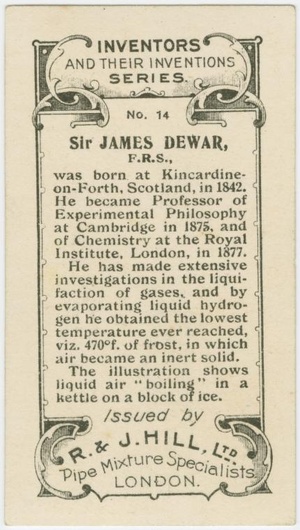 INVENTORS
AND THEIR INVENTIONS
SERIES.
No. 14
Sir JAMES DEWAR,
F.R.S.,
was born at Kincardine-
on-Forth, Scotland, in 1842.
He became Professor of
Experimental Philosophy
at Cambridge in 1875, and
of Chemistry at the Royal
Institute, London, in 1877.
He has made extensive
investigations in the liqui-
faction of gases, and by
evaporating liquid hydro-
gen he obtained the lowest
temperature ever reached,
viz. 470°f. of frost, in which
air became an inert solid.
The illustration shows
liquid air "boiling" in a
kettle on a block of ice.
Issued by
R. & J. HILL, LTD.
Pipe Mixture Specialists
LONDON.